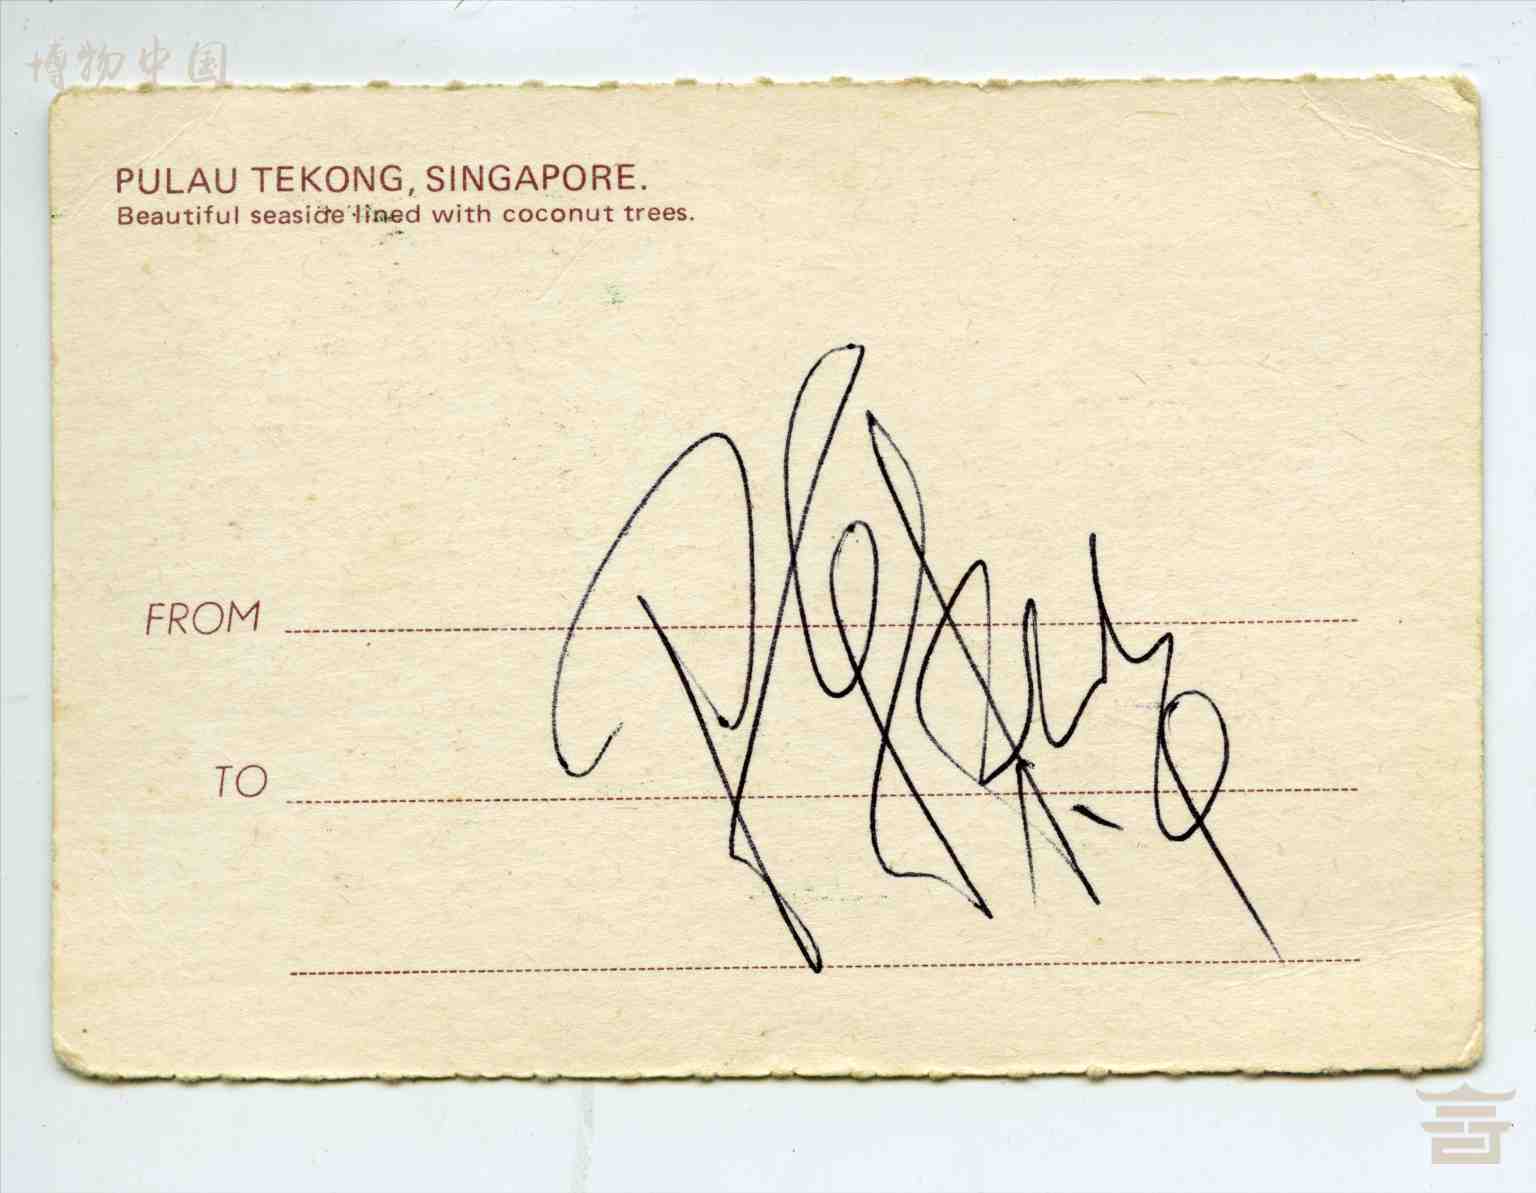 博物中国
PULAU TEKONG, SINGAPORE.
Beautiful seaside lined with coconut trees.
FROM
TO